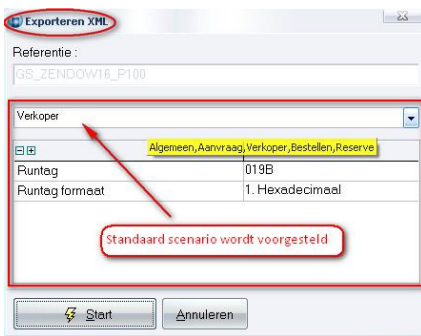 Exporteren XML
Referentie :
GS_ZENDOW16_P100
Verkoper
Algemeen,Aanvraag,Verkoper,Bestellen,Reserve
Runtag 019B
Runtag formaat 1. Hexadecimaal
Standaard scenario wordt voorgesteld
Start Annuleren